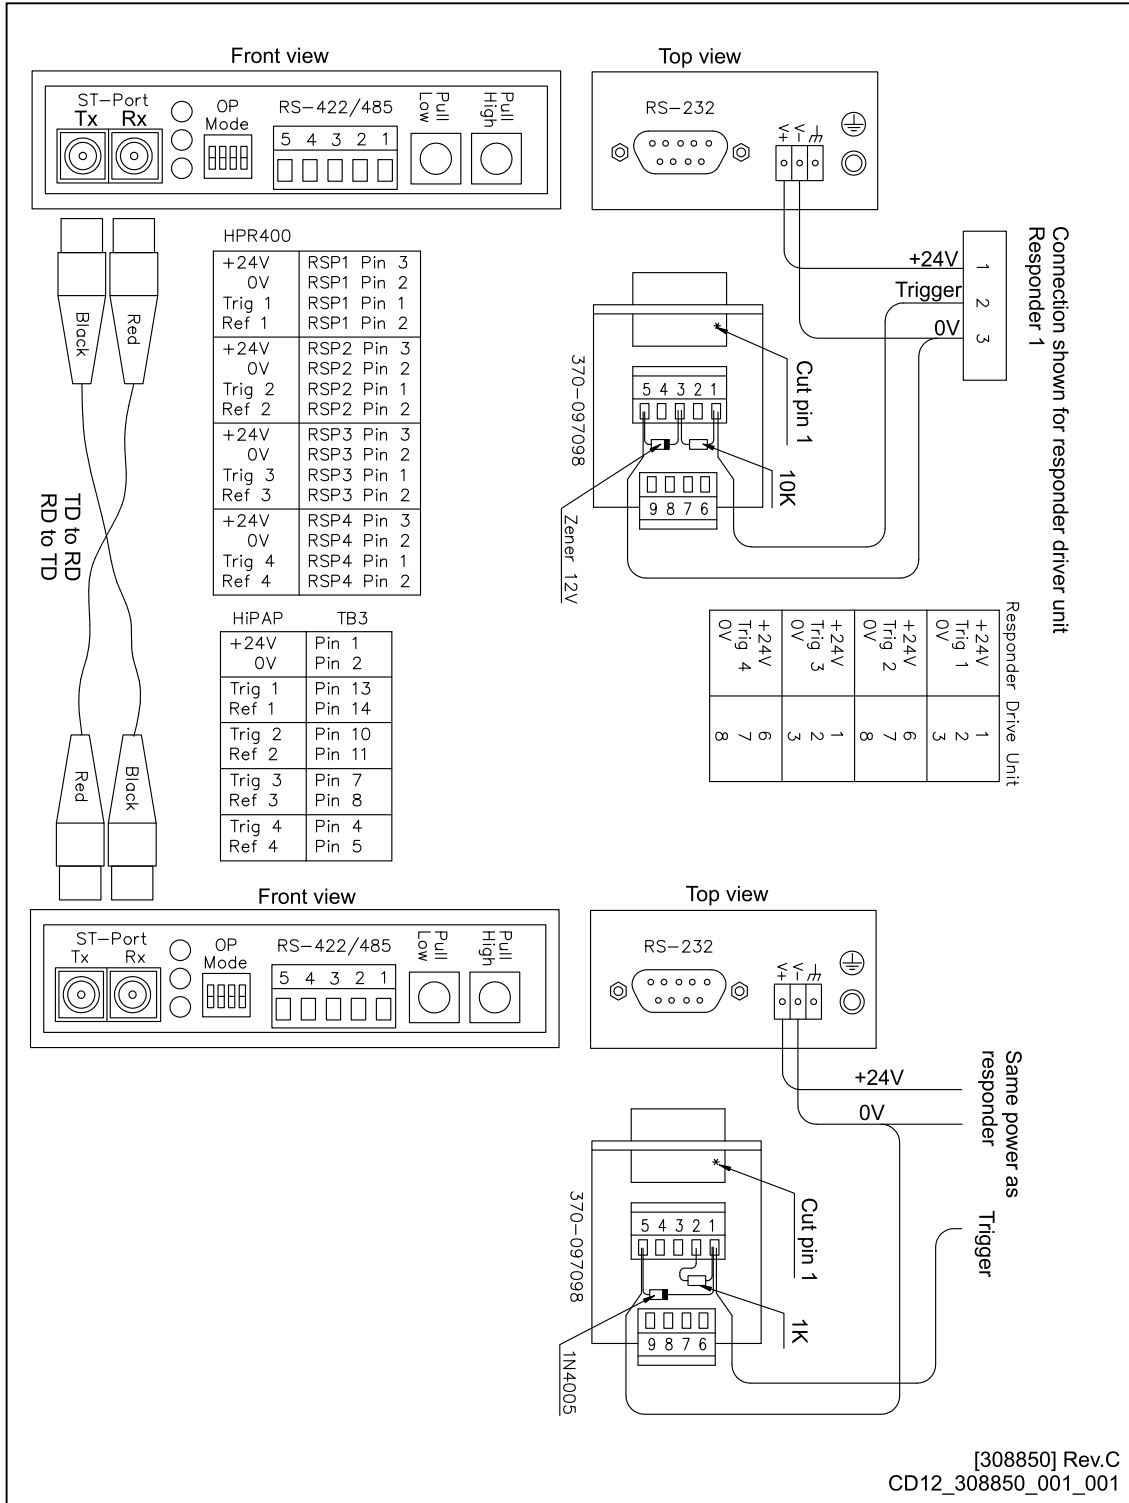 Front view
ST-Port
Tx Rx
OP
Mode
RS-422/485
5 4 3 2 1
Pull
Low
Pull
High
Top view
RS-232
V+
V-
Connection shown for responder driver unit
Responder 1
+24V 1
Trigger 2
0V 3
Cut pin 1
5 4 3 2 1
10K
370-097098
9 8 7 6
Zener 12V
Black
Red
TD to RD
RD to TD
Red
Black
HPR400
+24V RSP1 Pin 3
0V RSP1 Pin 2
Trig 1 RSP1 Pin 1
Ref 1 RSP1 Pin 2
+24V RSP2 Pin 3
0V RSP2 Pin 2
Trig 2 RSP2 Pin 1
Ref 2 RSP2 Pin 2
+24V RSP3 Pin 3
0V RSP3 Pin 2
Trig 3 RSP3 Pin 1
Ref 3 RSP3 Pin 2
+24V RSP4 Pin 3
0V RSP4 Pin 2
Trig 4 RSP4 Pin 1
Ref 4 RSP4 Pin 2
HiPAP TB3
+24V Pin 1
0V Pin 2
Trig 1 Pin 13
Ref 1 Pin 14
Trig 2 Pin 10
Ref 2 Pin 11
Trig 3 Pin 7
Ref 3 Pin 8
Trig 4 Pin 4
Ref 4 Pin 5
Responder Drive Unit
+24V 1
Trig 1 2
0V 3
+24V 6
Trig 2 7
0V 8
+24V 1
Trig 3 2
0V 3
+24V 6
Trig 4 7
0V 8
Front view
ST-Port
Tx Rx
OP
Mode
RS-422/485
5 4 3 2 1
Pull
Low
Pull
High
Top view
RS-232
V+
V-
Same power as
responder
+24V
0V
Trigger
Cut pin 1
5 4 3 2 1
1K
370-097098
9 8 7 6
1N4005
[308850] Rev.C
CD12_308850_001_001